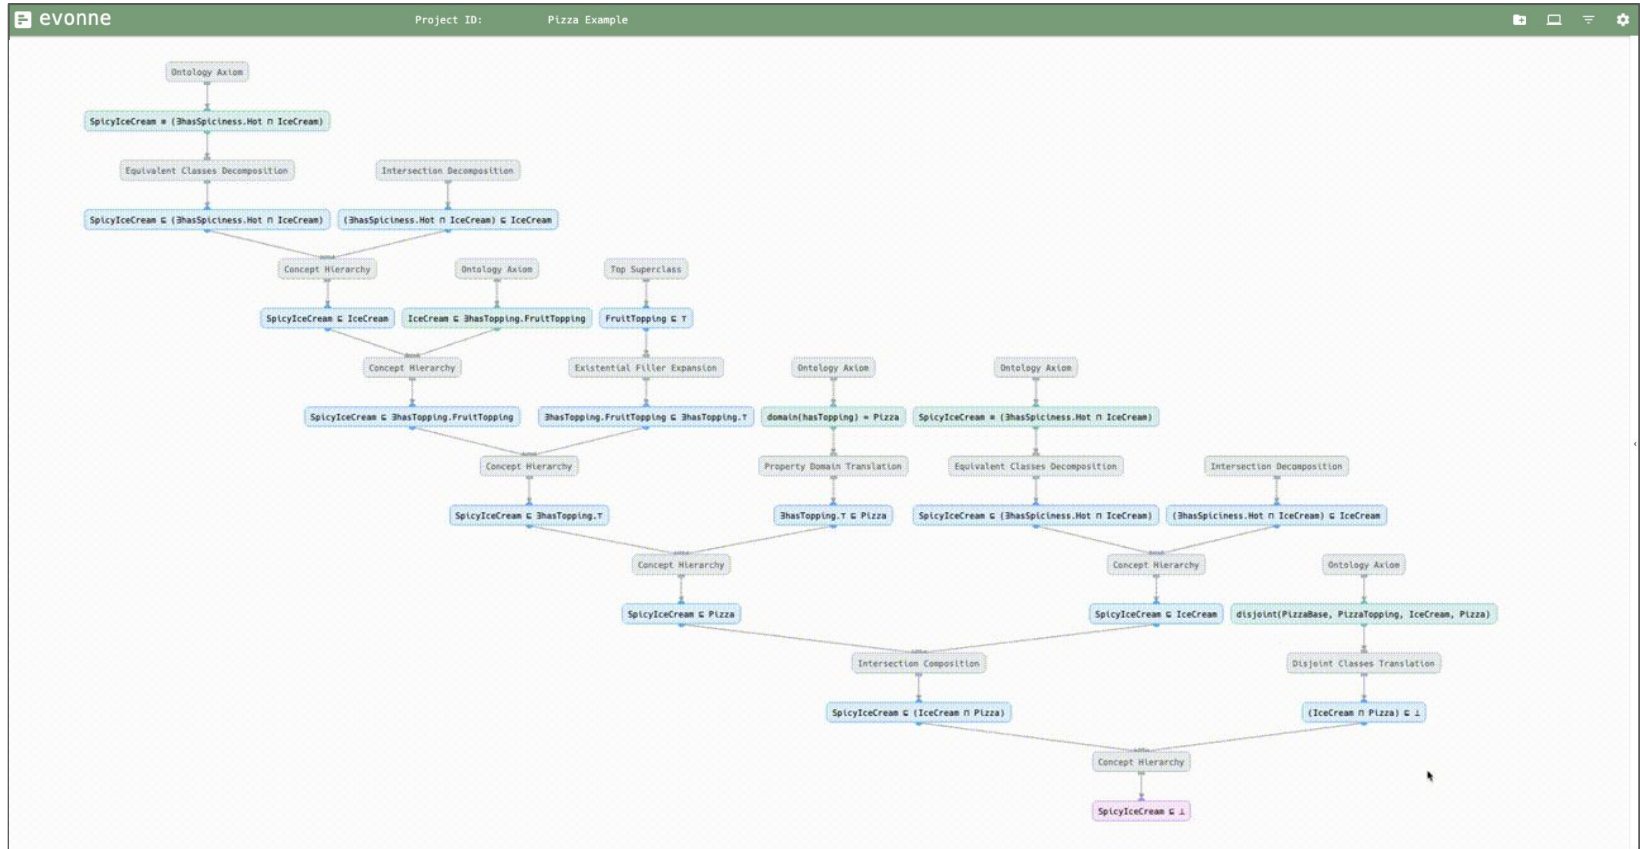 evonne Project ID: Pizza Example
Ontology Axiom
SpicyIceCream ≡ (∃hasSpiciness.Hot ⊓ IceCream)
Equivalent Classes Decomposition Intersection Decomposition
SpicyIceCream ⊑ (∃hasSpiciness.Hot ⊓ IceCream) (∃hasSpiciness.Hot ⊓ IceCream) ⊑ IceCream
Concept Hierarchy Ontology Axiom Top Superclass
SpicyIceCream ⊑ IceCream IceCream ⊑ ∃hasTopping.FruitTopping FruitTopping ⊑ ⊤
Concept Hierarchy Existential Filler Expansion Ontology Axiom Ontology Axiom
SpicyIceCream ⊑ ∃hasTopping.FruitTopping ∃hasTopping.FruitTopping ⊑ ∃hasTopping.⊤ domain(hasTopping) = Pizza SpicyIceCream ≡ (∃hasSpiciness.Hot ⊓ IceCream)
Concept Hierarchy Property Domain Translation Equivalent Classes Decomposition Intersection Decomposition
SpicyIceCream ⊑ ∃hasTopping.⊤ ∃hasTopping.⊤ ⊑ Pizza SpicyIceCream ⊑ (∃hasSpiciness.Hot ⊓ IceCream) (∃hasSpiciness.Hot ⊓ IceCream) ⊑ IceCream
Concept Hierarchy Concept Hierarchy Ontology Axiom
SpicyIceCream ⊑ Pizza SpicyIceCream ⊑ IceCream disjoint(PizzaBase, PizzaTopping, IceCream, Pizza)
Intersection Composition Disjoint Classes Translation
SpicyIceCream ⊑ (IceCream ⊓ Pizza) (IceCream ⊓ Pizza) ⊑ ⊥
Concept Hierarchy
SpicyIceCream ⊑ ⊥